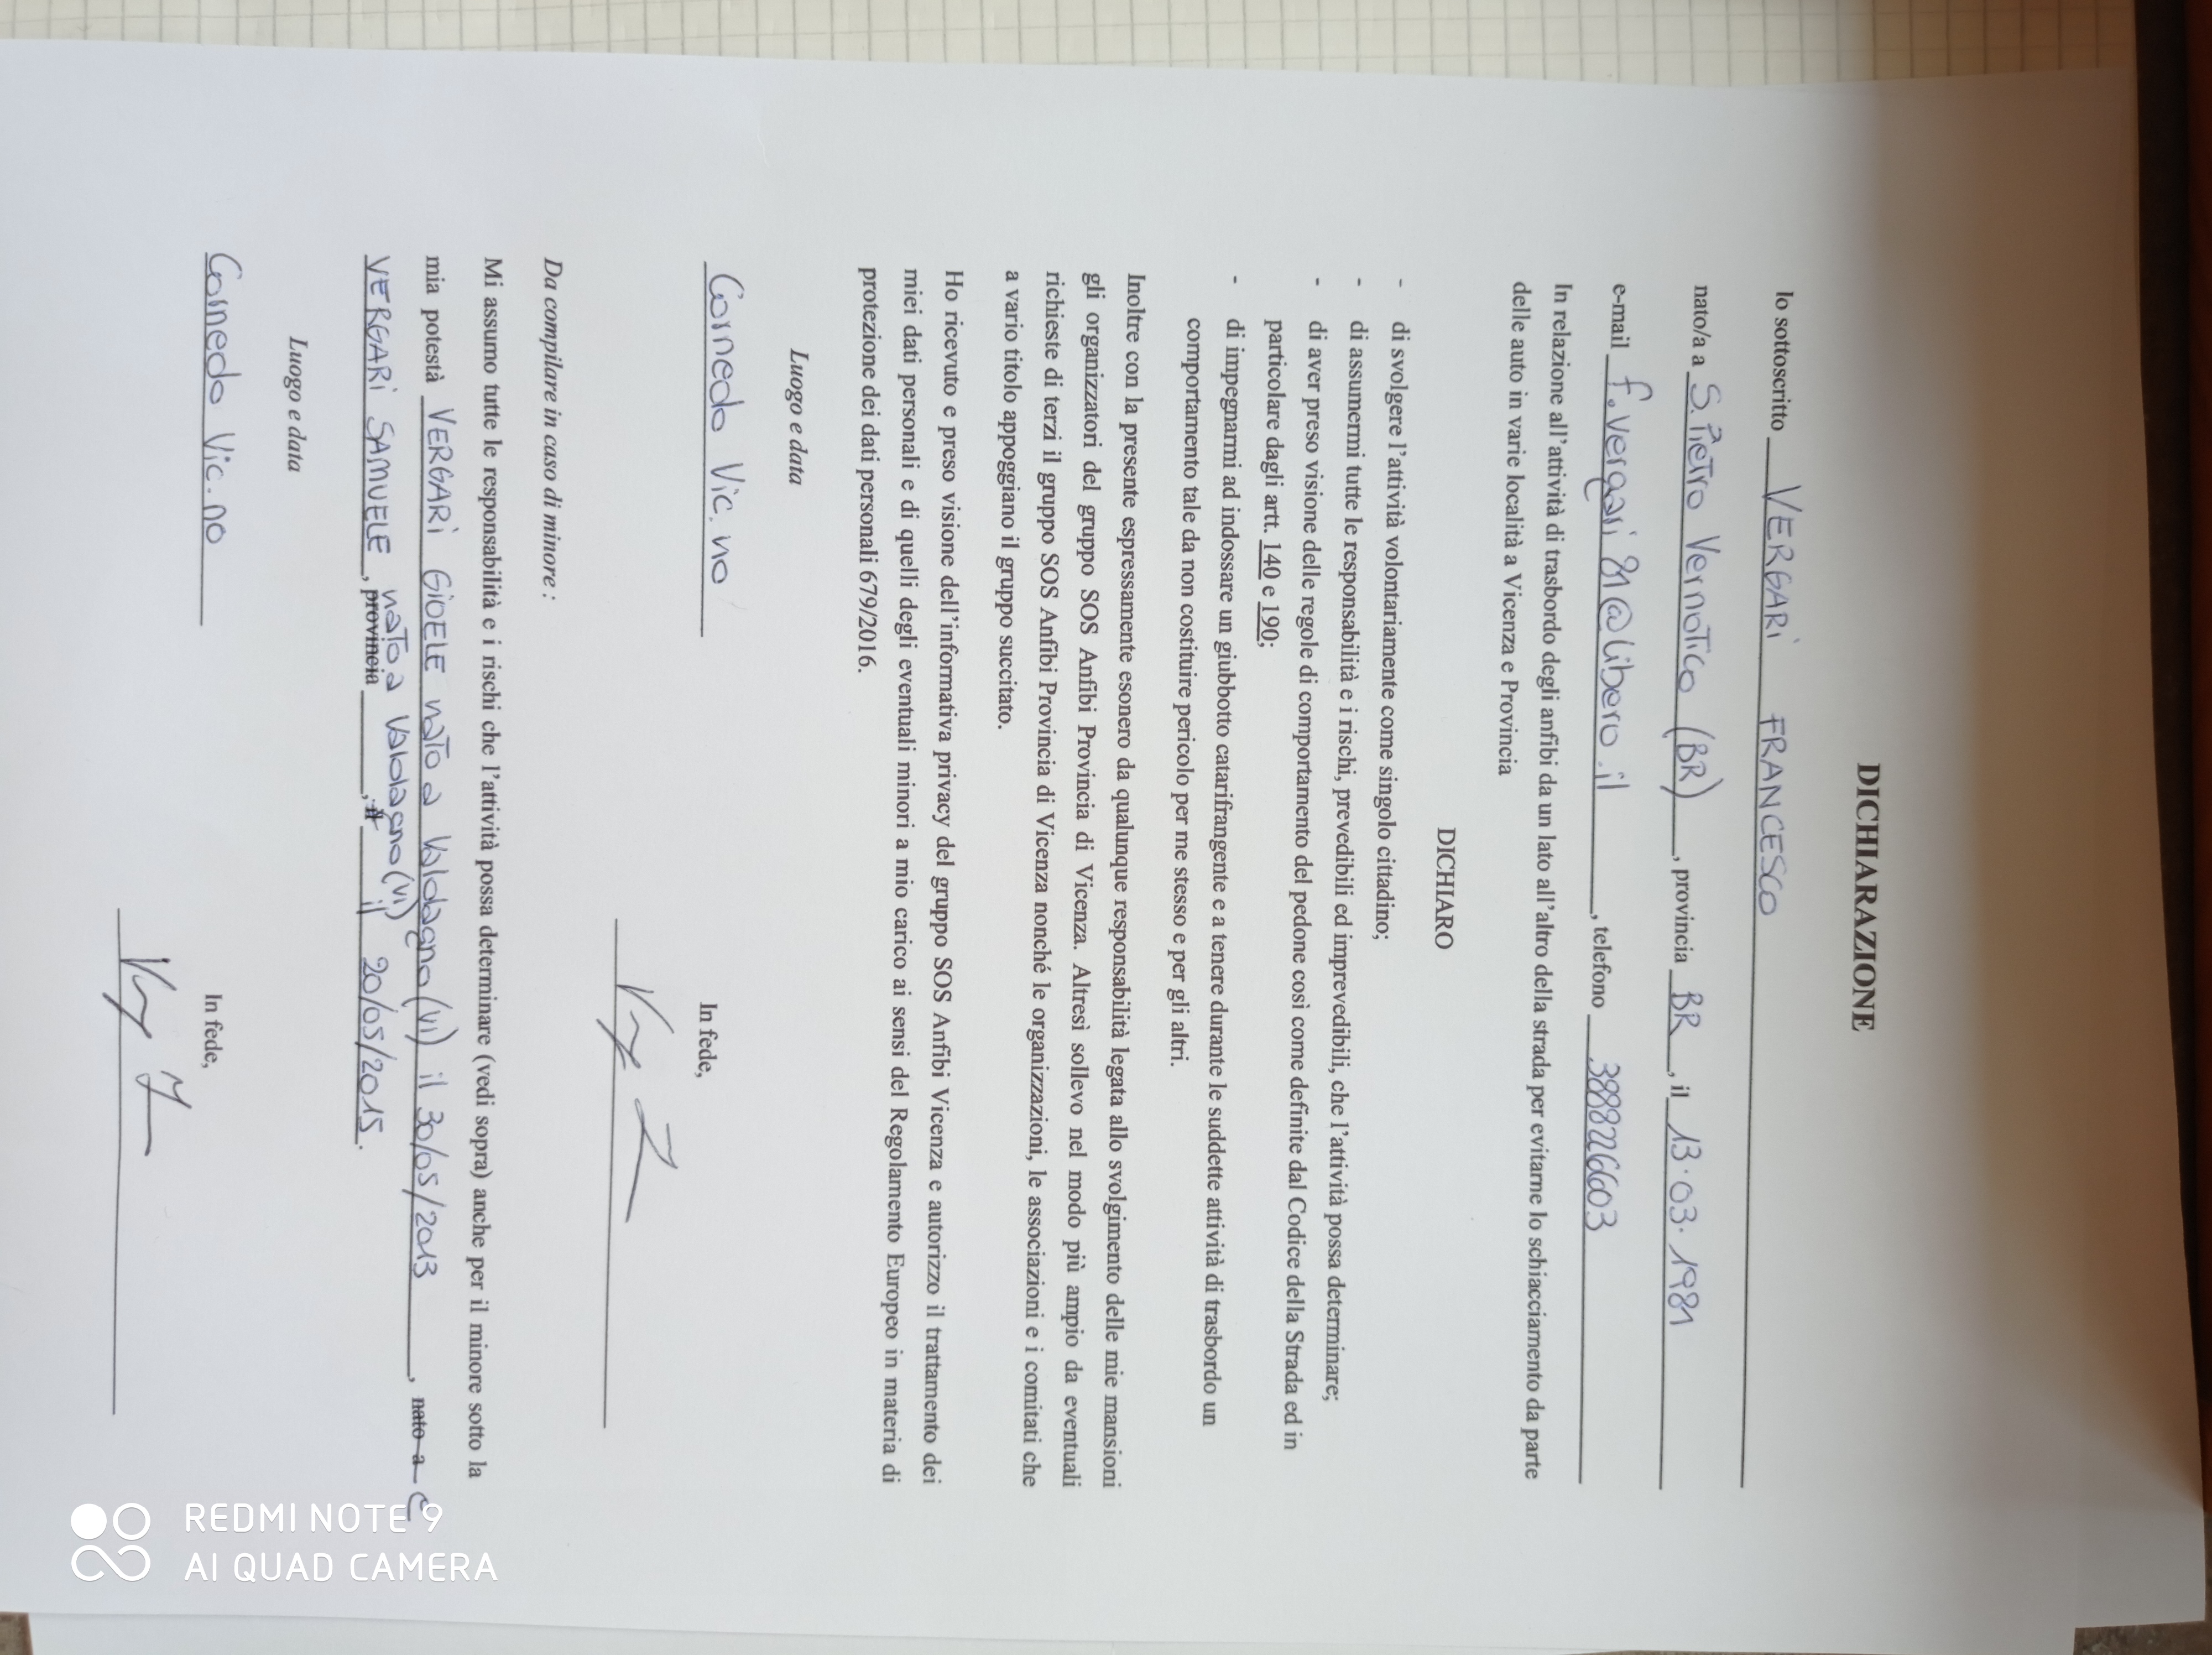 DICHIARAZIONE
Io sottoscritto VERGARI FRANCESCO
nato/a a S. Pietro Vernotico (BR), provincia BR, il 13.03.1981
e-mail f.vergari81@libero.it, telefono 3888226603
In relazione all'attività di trasbordo degli anfibi da un lato all'altro della strada per evitarne lo schiacciamento da parte
delle auto in varie località a Vicenza e Provincia
DICHIARO
- di svolgere l'attività volontariamente come singolo cittadino;
- di assumermi tutte le responsabilità e i rischi, prevedibili ed imprevedibili, che l'attività possa determinare;
- di aver preso visione delle regole di comportamento del pedone così come definite dal Codice della Strada ed in
particolare dagli artt. 140 e 190;
- di impegnarmi ad indossare un giubbotto catarifrangente e a tenere durante le suddette attività di trasbordo un
comportamento tale da non costituire pericolo per me stesso e per gli altri.
Inoltre con la presente espressamente esonero da qualunque responsabilità legata allo svolgimento delle mie mansioni
gli organizzatori del gruppo SOS Anfibi Provincia di Vicenza. Altresì sollevo nel modo più ampio da eventuali
richieste di terzi il gruppo SOS Anfibi Provincia di Vicenza nonché le organizzazioni, le associazioni e i comitati che
a vario titolo appoggiano il gruppo succitato.
Ho ricevuto e preso visione dell'informativa privacy del gruppo SOS Anfibi Vicenza e autorizzo il trattamento dei
miei dati personali e di quelli degli eventuali minori a mio carico ai sensi del Regolamento Europeo in materia di
protezione dei dati personali 679/2016.
Luogo e data
Cornedo Vic.no
In fede,
Da compilare in caso di minore :
Mi assumo tutte le responsabilità e i rischi che l'attività possa determinare (vedi sopra) anche per il minore sotto la
mia potestà VERGARI GIOELE nato a Valdagno (VI) il 30/05/2013, nato a e
VERGARI SAMUELE, provincia nato a Valdagno (VI), il il 20/05/2015.
Luogo e data
Cornedo Vic.no
In fede,
REDMI NOTE 9
AI QUAD CAMERA